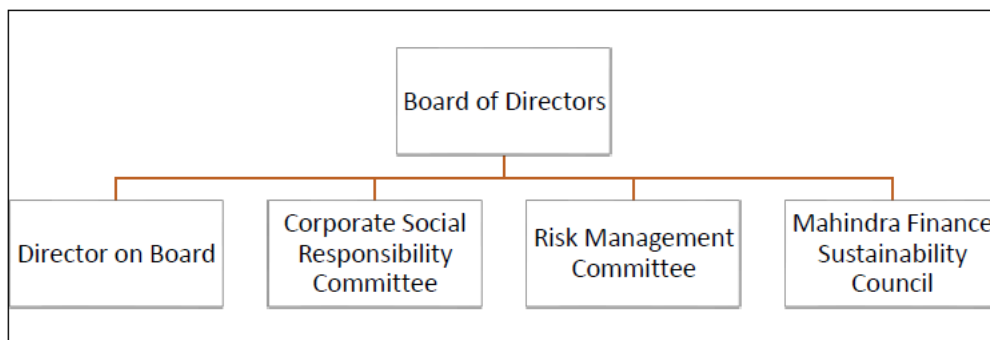 Board of Directors
Director on Board
Corporate Social
Responsibility
Committee
Risk Management
Committee
Mahindra Finance
Sustainability
Council